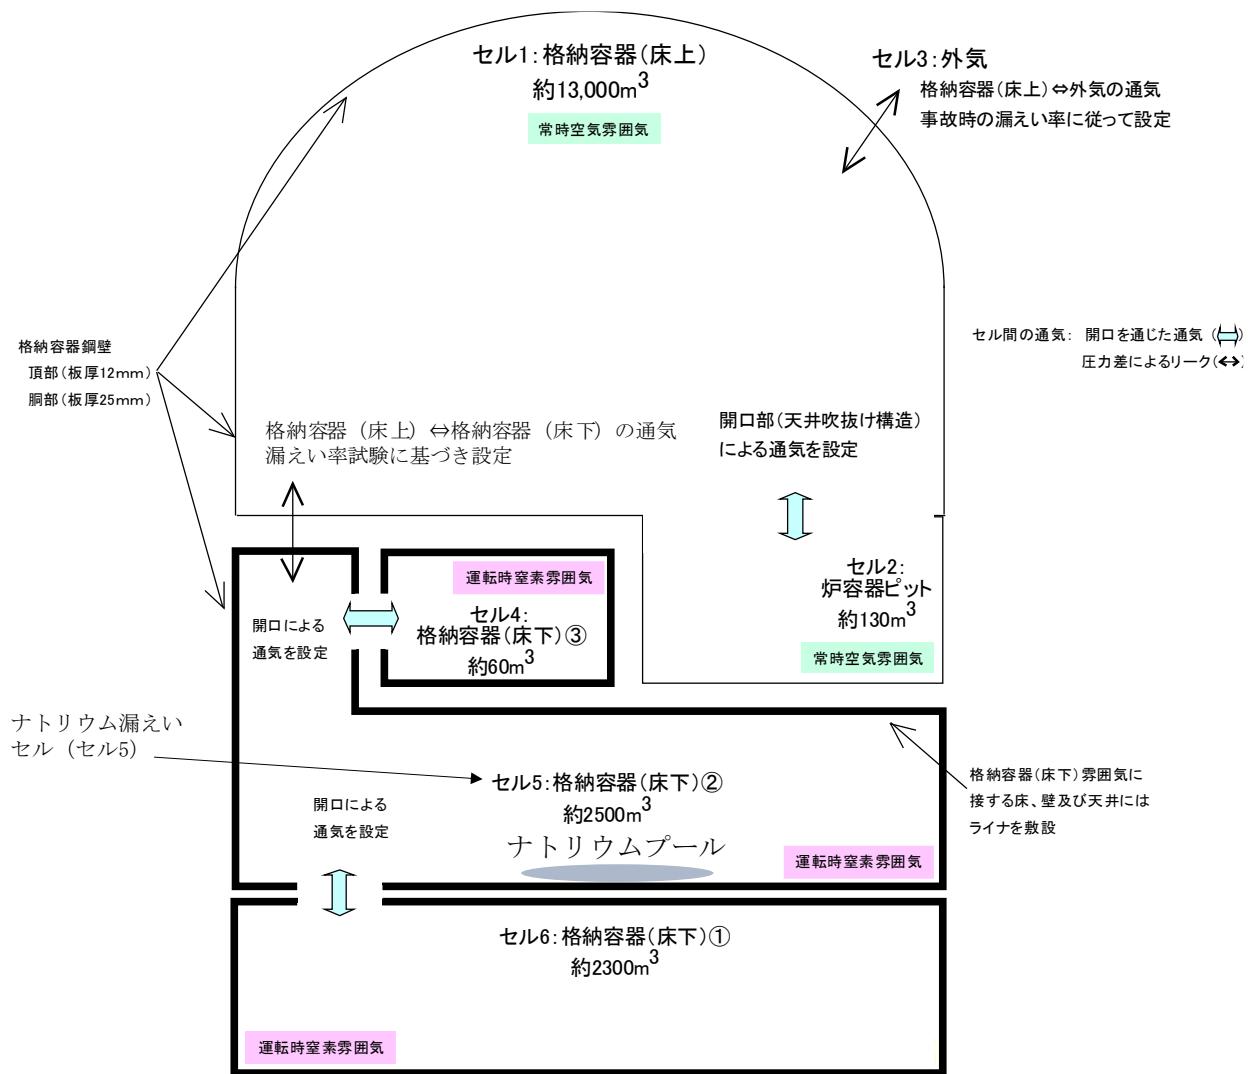 セル1：格納容器（床上）
約13,000m3
常時空気雰囲気
セル3：外気
格納容器（床上）⇔外気の通気
事故時の漏えい率に従って設定
格納容器鋼壁
頂部（板厚12mm）
胴部（板厚25mm）
セル間の通気： 開口を通じた通気（⇔）
圧力差によるリーク（↔）
格納容器（床上）⇔格納容器（床下）の通気
漏えい率試験に基づき設定
開口部（天井吹抜け構造）
による通気を設定
セル2：
炉容器ピット
約130m3
常時空気雰囲気
運転時窒素雰囲気
セル4：
格納容器（床下）③
約60m3
開口による
通気を設定
ナトリウム漏えい
セル（セル5）
セル5：格納容器（床下）②
約2500m3
ナトリウムプール
運転時窒素雰囲気
開口による
通気を設定
格納容器（床下）雰囲気に
接する床、壁及び天井には
ライナを敷設
セル6：格納容器（床下）①
約2300m3
運転時窒素雰囲気